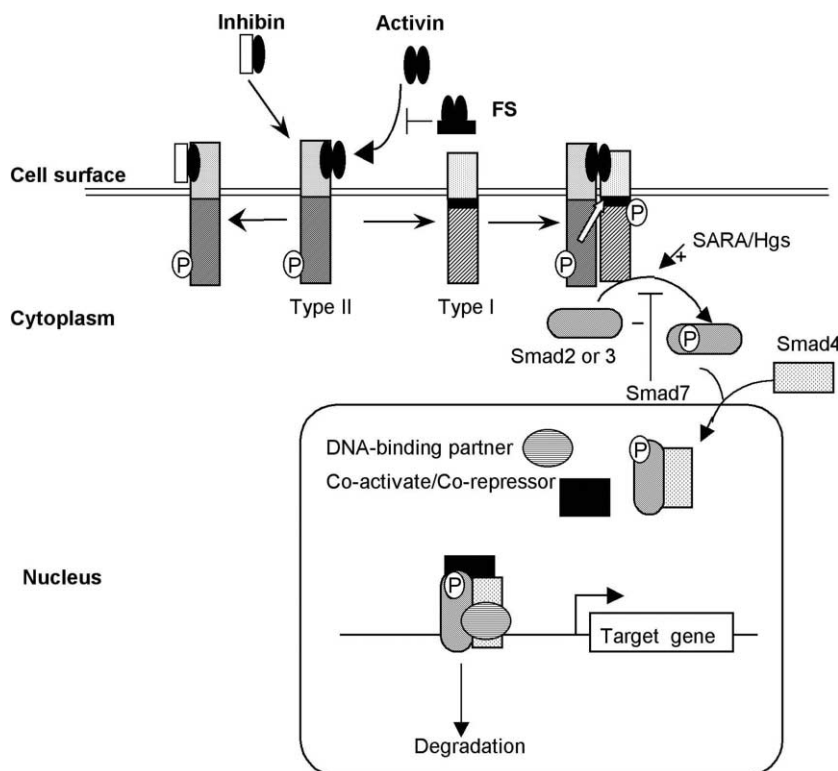 Inhibin
Activin
FS
Cell surface
P
P
P
P
SARA/Hgs
+
Type II
Type I
Cytoplasm
–
P
Smad2 or 3
Smad4
Smad7
DNA-binding partner
P
Co-activate/Co-repressor
Nucleus
P
Target gene
Degradation